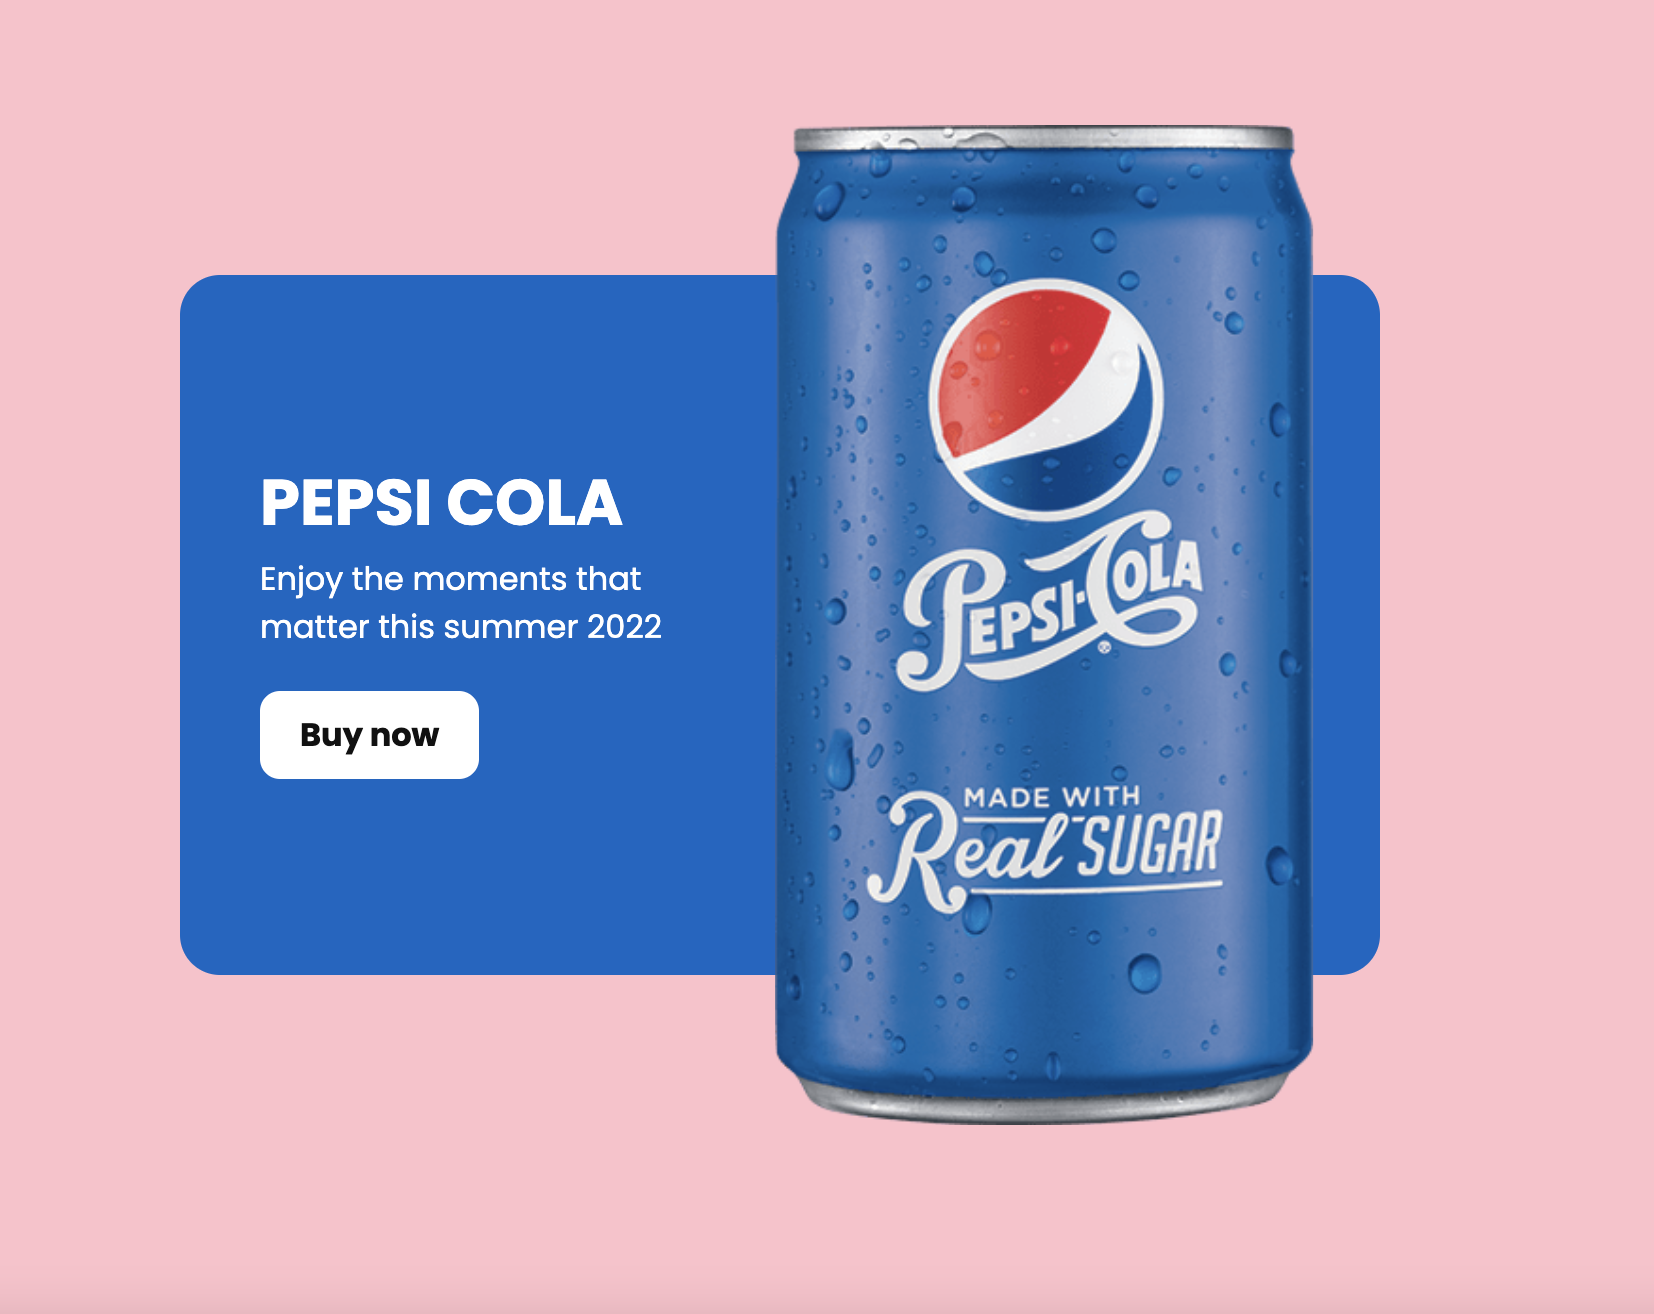 PEPSI COLA
Enjoy the moments that
matter this summer 2022
Buy now
PEPSI-COLA
®
MADE WITH
Real SUGAR